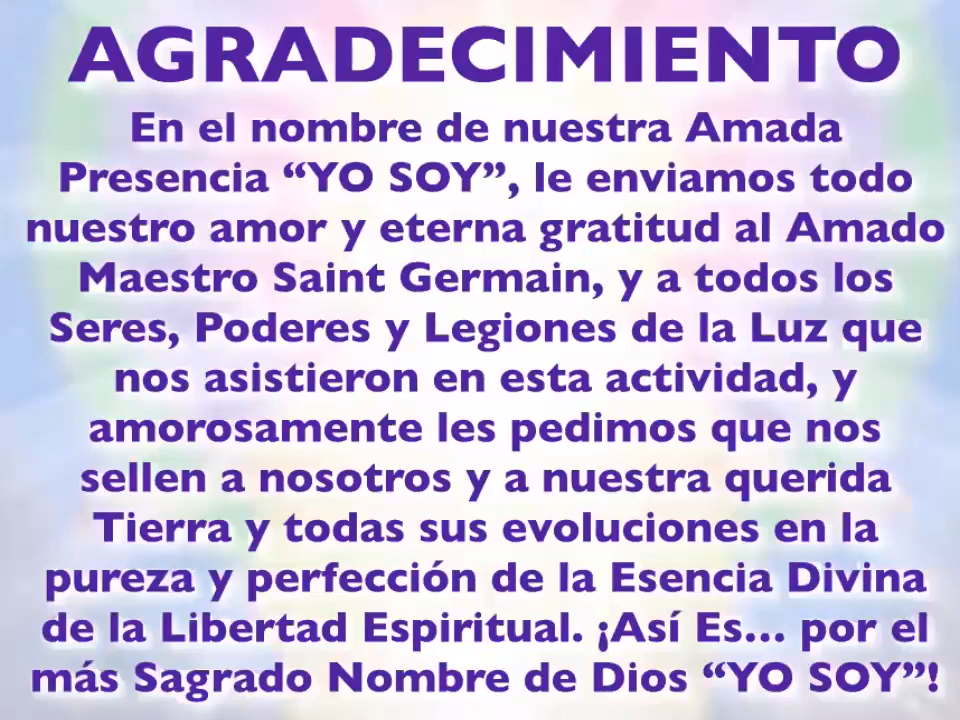 AGRADECIMIENTO
En el nombre de nuestra Amada
Presencia “YO SOY”, le enviamos todo
nuestro amor y eterna gratitud al Amado
Maestro Saint Germain, y a todos los
Seres, Poderes y Legiones de la Luz que
nos asistieron en esta actividad, y
amorosamente les pedimos que nos
sellen a nosotros y a nuestra querida
Tierra y todas sus evoluciones en la
pureza y perfección de la Esencia Divina
de la Libertad Espiritual. ¡Así Es... por el
más Sagrado Nombre de Dios “YO SOY”!